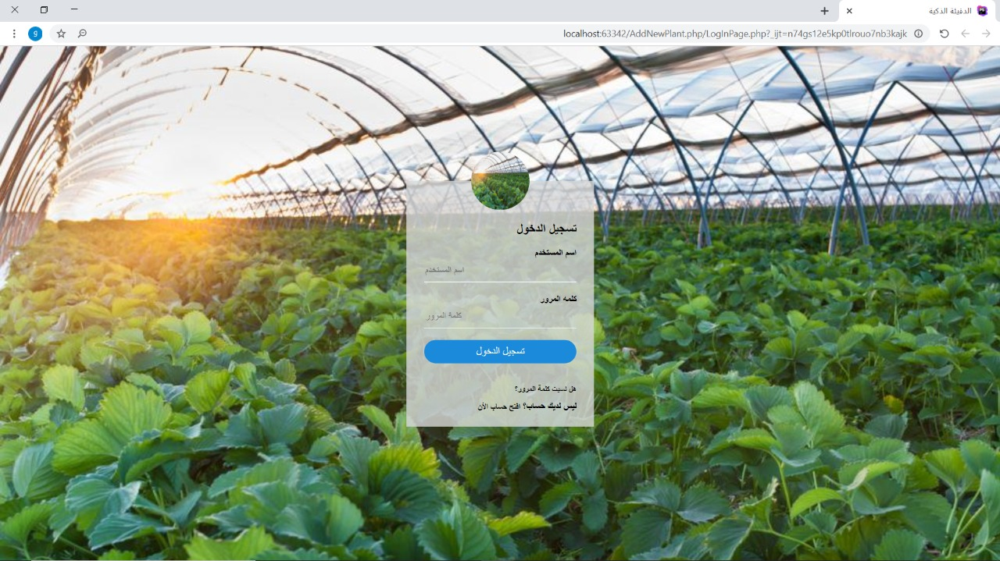 الدفيئة الذكية
localhost:63342/AddNewPlant.php/LogInPage.php?_ijt=n74gs12e5kp0tlrouo7nb3kajk
g
تسجيل الدخول
اسم المستخدم
اسم المستخدم
كلمه المرور
كلمة المرور
تسجيل الدخول
هل نسيت كلمة المرور؟
ليس لديك حساب؟ افتح حساب الآن